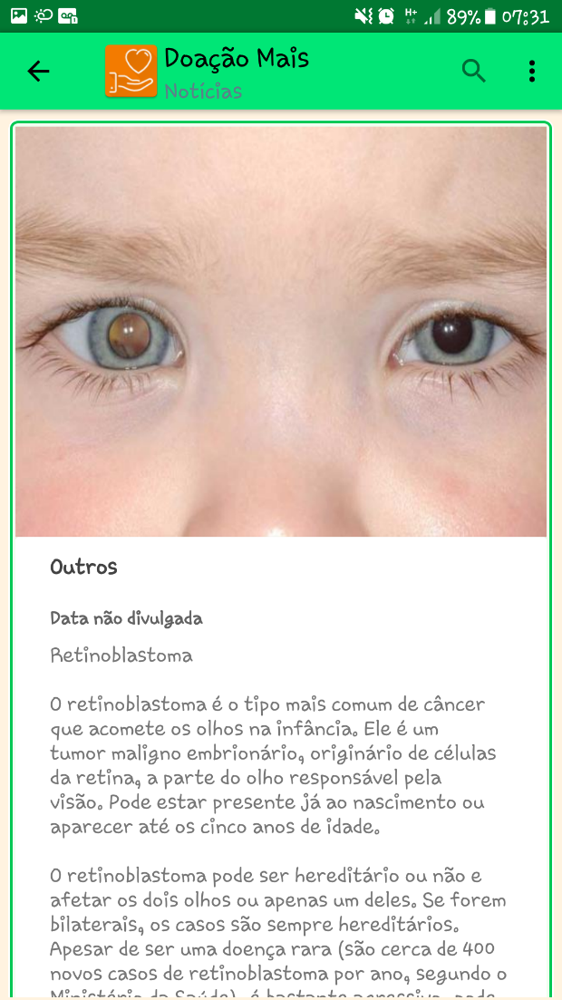 89% 07:31
Doação Mais
Notícias
Outros
Data não divulgada
Retinoblastoma
O retinoblastoma é o tipo mais comum de câncer
que acomete os olhos na infância. Ele é um
tumor maligno embrionário, originário de células
da retina, a parte do olho responsável pela
visão. Pode estar presente já ao nascimento ou
aparecer até os cinco anos de idade.
O retinoblastoma pode ser hereditário ou não e
afetar os dois olhos ou apenas um deles. Se forem
bilaterais, os casos são sempre hereditários.
Apesar de ser uma doença rara (são cerca de 400
novos casos de retinoblastoma por ano, segundo o
Ministério da Saúde), é bastante agressivo, pode